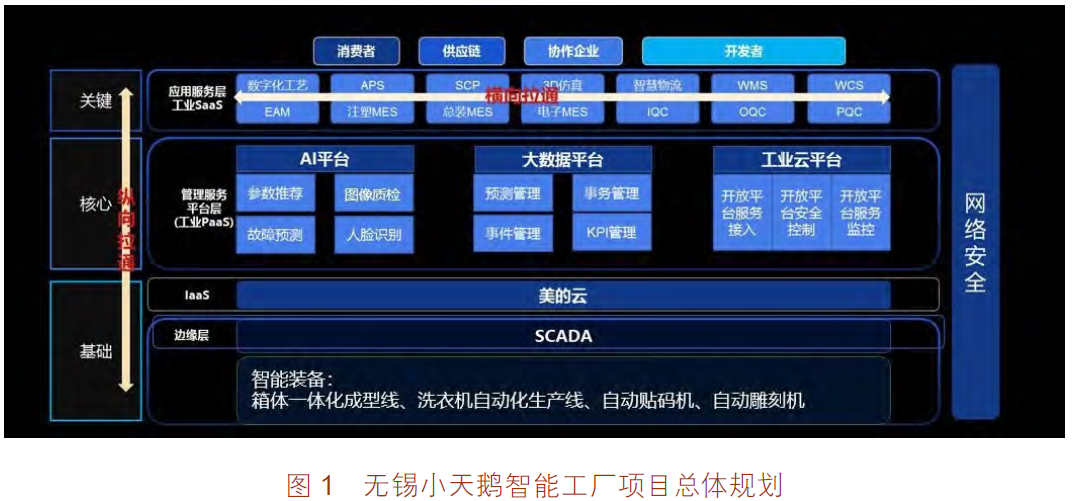 消费者 供应链 协作企业 开发者
关键
应用服务层
工业SaaS
数字化工艺 APS SCP 3D仿真 智慧物流 WMS WCS
横向拉通
EAM 注塑MES 总装MES 电子MES IQC OQC PQC
核心
纵向拉通
管理服务
平台层
(工业PaaS)
AI平台 大数据平台 工业云平台
参数推荐 图像质检 预测管理 事务管理
故障预测 人脸识别 事件管理 KPI管理
开放平台服务接入 开放平台安全控制 开放平台服务监控
网络安全
基础
IaaS 美的云
边缘层 SCADA
智能装备：
箱体一体化成型线、洗衣机自动化生产线、自动贴码机、自动雕刻机
图 1 无锡小天鹅智能工厂项目总体规划